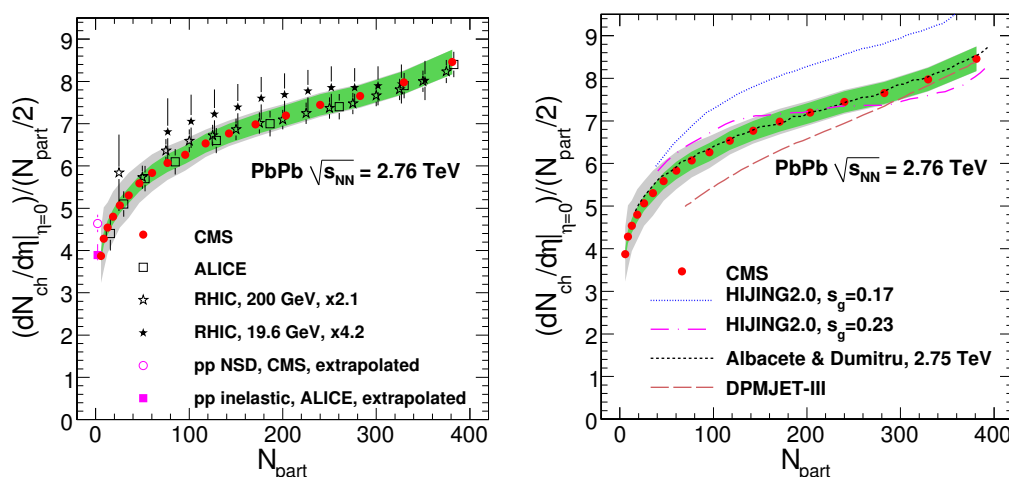 (dN_ch/dη|η=0)/(N_part/2)
9
8
7
6
5
4
3
2
1
0
PbPb √s_NN = 2.76 TeV
CMS
ALICE
RHIC, 200 GeV, x2.1
RHIC, 19.6 GeV, x4.2
pp NSD, CMS, extrapolated
pp inelastic, ALICE, extrapolated
0 100 200 300 400
N_part
(dN_ch/dη|η=0)/(N_part/2)
9
8
7
6
5
4
3
2
1
0
PbPb √s_NN = 2.76 TeV
CMS
HIJING2.0, s_g=0.17
HIJING2.0, s_g=0.23
Albacete & Dumitru, 2.75 TeV
DPMJET-III
0 100 200 300 400
N_part